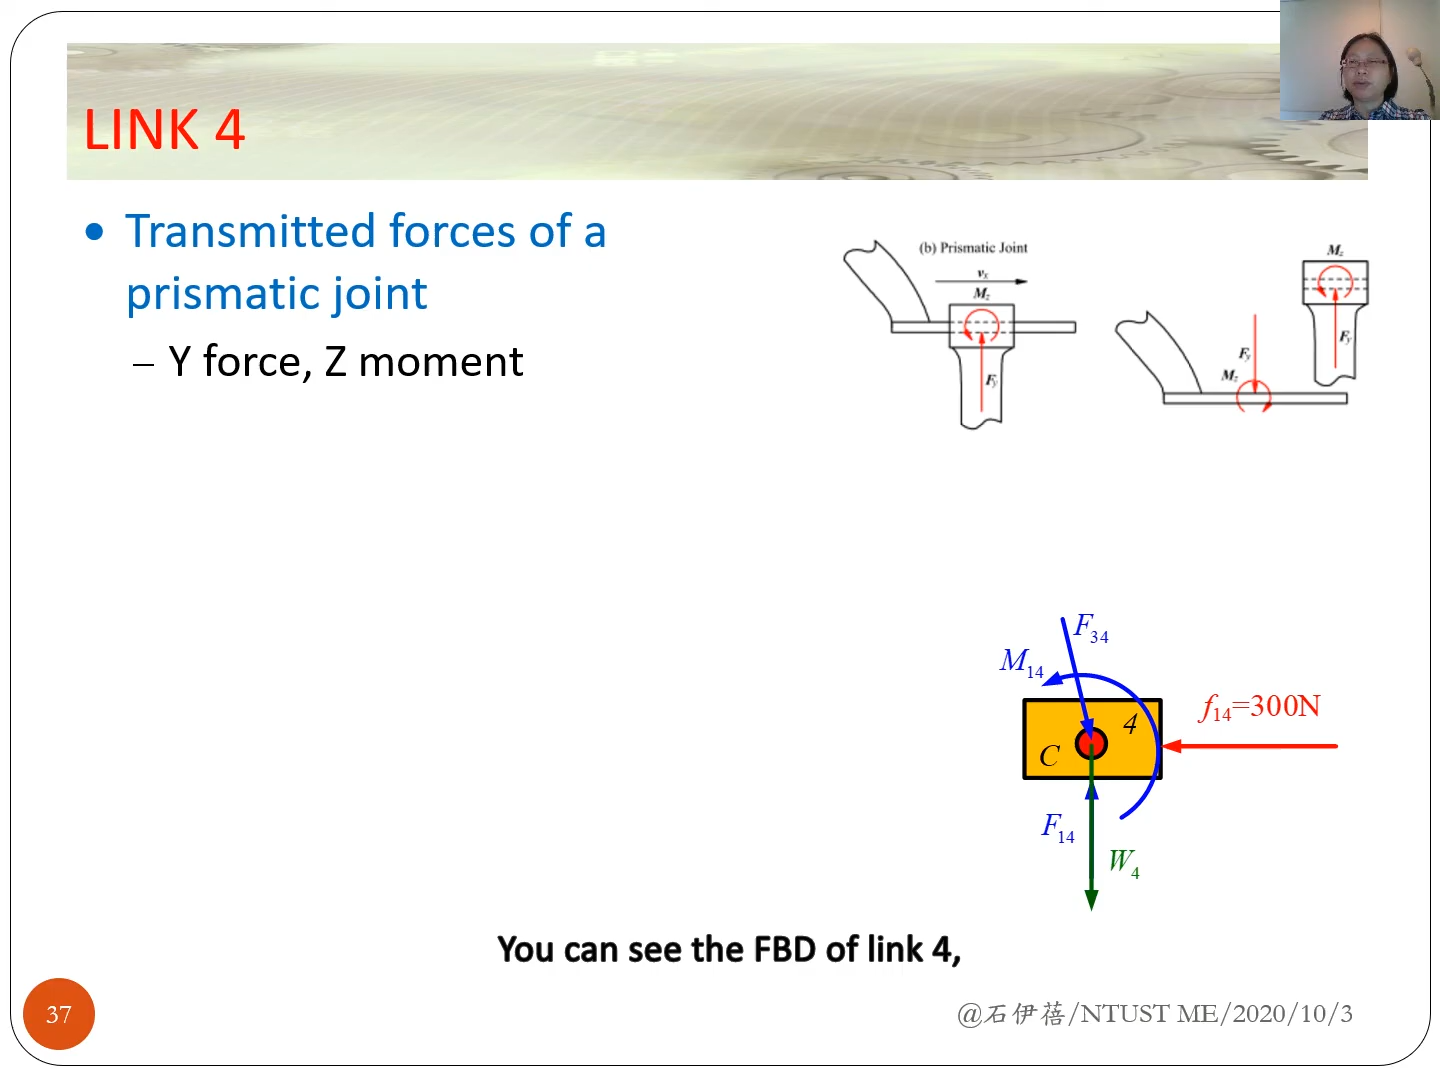 LINK 4
• Transmitted forces of a
prismatic joint
– Y force, Z moment
(b) Prismatic Joint
vx
Mz
Fy
Mz
Fy
Fy
Mz
F34
M14
f14=300N
4
C
F14
W4
You can see the FBD of link 4,
37
@石伊蓓/NTUST ME/2020/10/3